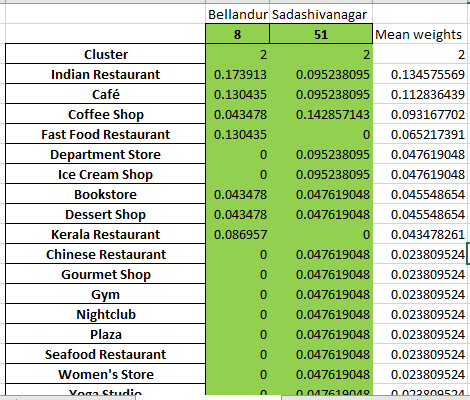 Bellandur Sadashivanagar
8 51 Mean weights
Cluster 2 2 2
Indian Restaurant 0.173913 0.095238095 0.134575569
Café 0.130435 0.095238095 0.112836439
Coffee Shop 0.043478 0.142857143 0.093167702
Fast Food Restaurant 0.130435 0 0.065217391
Department Store 0 0.095238095 0.047619048
Ice Cream Shop 0 0.095238095 0.047619048
Bookstore 0.043478 0.047619048 0.045548654
Dessert Shop 0.043478 0.047619048 0.045548654
Kerala Restaurant 0.086957 0 0.043478261
Chinese Restaurant 0 0.047619048 0.023809524
Gourmet Shop 0 0.047619048 0.023809524
Gym 0 0.047619048 0.023809524
Nightclub 0 0.047619048 0.023809524
Plaza 0 0.047619048 0.023809524
Seafood Restaurant 0 0.047619048 0.023809524
Women's Store 0 0.047619048 0.023809524
Yoga Studio 0 0.047619048 0.023809524